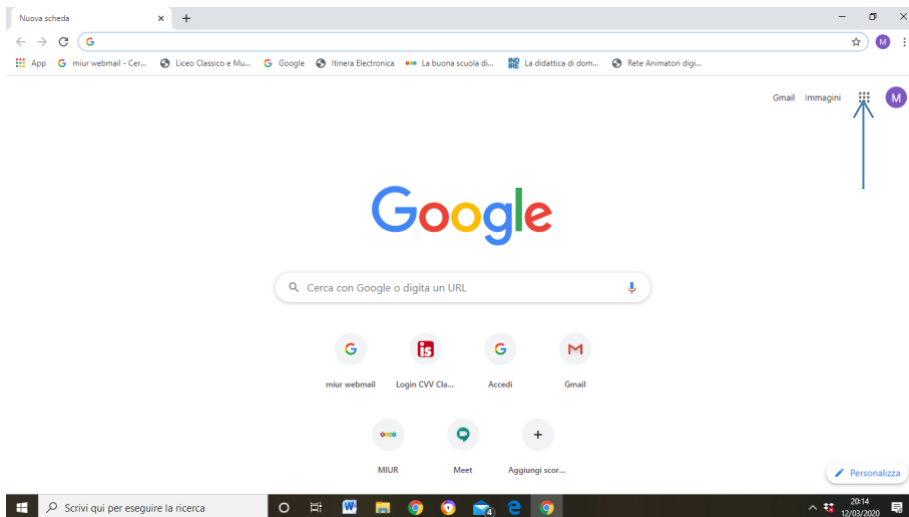 Nuova scheda
App miur webmail - Cer... Liceo Classico e Mu... Google Itinera Electronica La buona scuola di... INDIRE La didattica di dom... Rete Animatori digi...
M
Gmail Immagini M
Google
Cerca con Google o digita un URL
miur webmail Login CVV Cla... Accedi Gmail
MIUR Meet Aggiungi scor...
Personalizza
Scrivi qui per eseguire la ricerca
4
20:14
12/03/2020